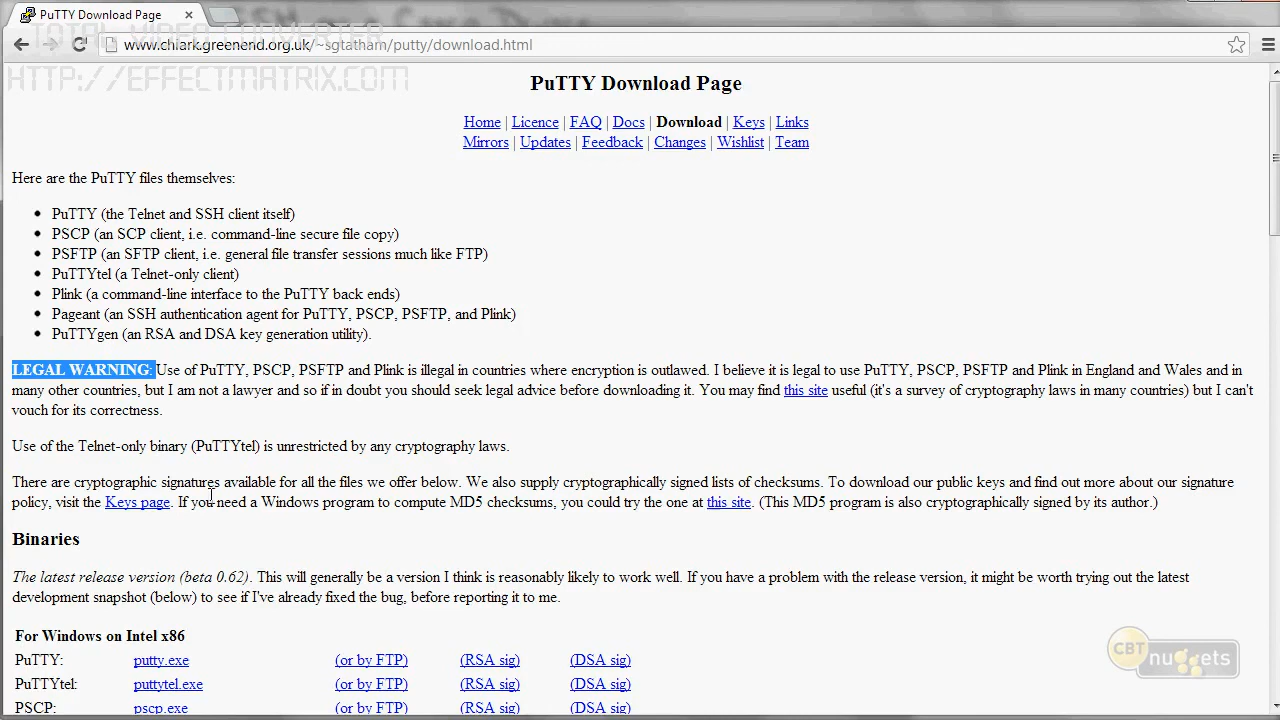 PuTTY Download Page
TOTAL VIDEO CONVERTER
www.chiark.greenend.org.uk/~sgtatham/putty/download.html
HTTP://EFFECTMATRIX.COM
PuTTY Download Page
Home | Licence | FAQ | Docs | Download | Keys | Links
Mirrors | Updates | Feedback | Changes | Wishlist | Team
Here are the PuTTY files themselves:
PuTTY (the Telnet and SSH client itself)
PSCP (an SCP client, i.e. command-line secure file copy)
PSFTP (an SFTP client, i.e. general file transfer sessions much like FTP)
PuTTYtel (a Telnet-only client)
Plink (a command-line interface to the PuTTY back ends)
Pageant (an SSH authentication agent for PuTTY, PSCP, PSFTP, and Plink)
PuTTYgen (an RSA and DSA key generation utility).
LEGAL WARNING: Use of PuTTY, PSCP, PSFTP and Plink is illegal in countries where encryption is outlawed. I believe it is legal to use PuTTY, PSCP, PSFTP and Plink in England and Wales and in
many other countries, but I am not a lawyer and so if in doubt you should seek legal advice before downloading it. You may find this site useful (it's a survey of cryptography laws in many countries) but I can't
vouch for its correctness.
Use of the Telnet-only binary (PuTTYtel) is unrestricted by any cryptography laws.
There are cryptographic signatures available for all the files we offer below. We also supply cryptographically signed lists of checksums. To download our public keys and find out more about our signature
policy, visit the Keys page. If you need a Windows program to compute MD5 checksums, you could try the one at this site. (This MD5 program is also cryptographically signed by its author.)
Binaries
The latest release version (beta 0.62). This will generally be a version I think is reasonably likely to work well. If you have a problem with the release version, it might be worth trying out the latest
development snapshot (below) to see if I've already fixed the bug, before reporting it to me.
For Windows on Intel x86
PuTTY: putty.exe (or by FTP) (RSA sig) (DSA sig)
PuTTYtel: puttytel.exe (or by FTP) (RSA sig) (DSA sig)
PSCP: pscp.exe (or by FTP) (RSA sig) (DSA sig)
CBT nuggets